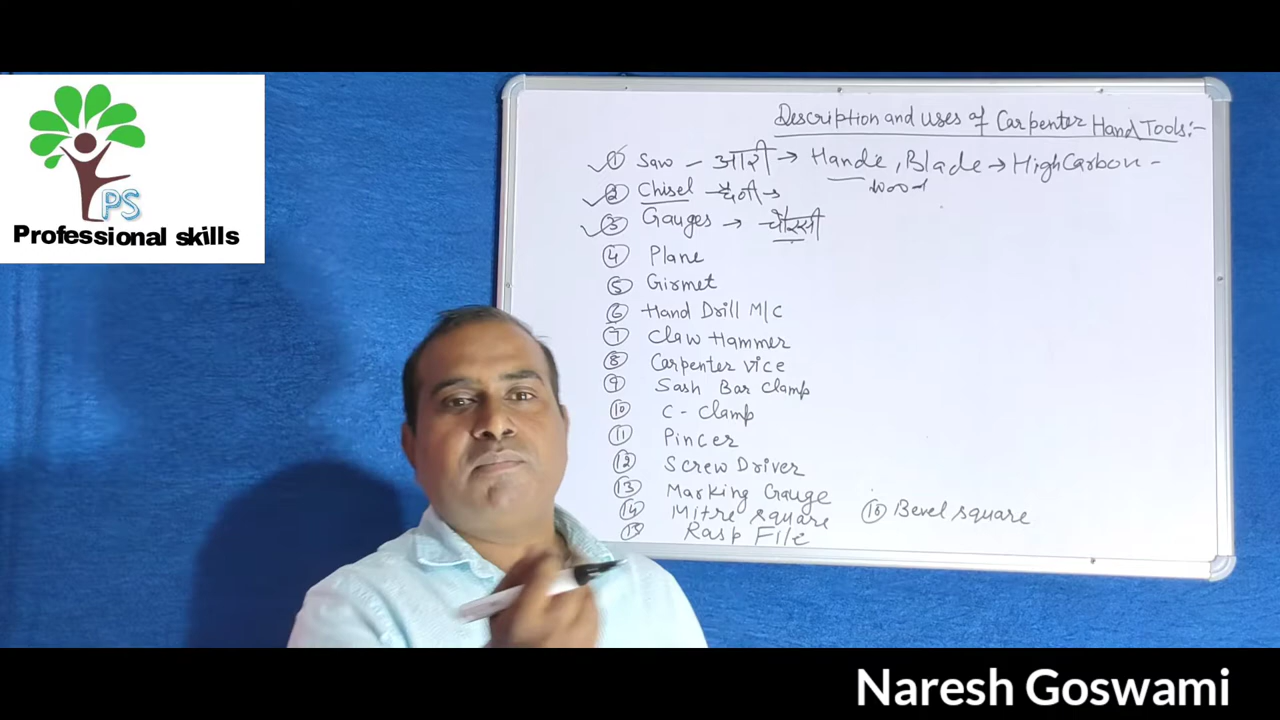 PS
Professional skills
Description and uses of Carpenter Hand Tools:-
① Saw - आरी → Hande, Blade → High Carbon -
wood
② Chisel → छैनी →
③ Gauges → चौरसी
④ Plane
⑤ Girmet
⑥ Hand Drill M/C
⑦ Claw Hammer
⑧ Carpenter vice
⑨ Sash Bar Clamp
⑩ C - Clamp
⑪ Pincer
⑫ Screw Driver
⑬ Marking Gauge
⑭ Mitre square ⑯ Bevel square
⑮ Rasp File
Naresh Goswami